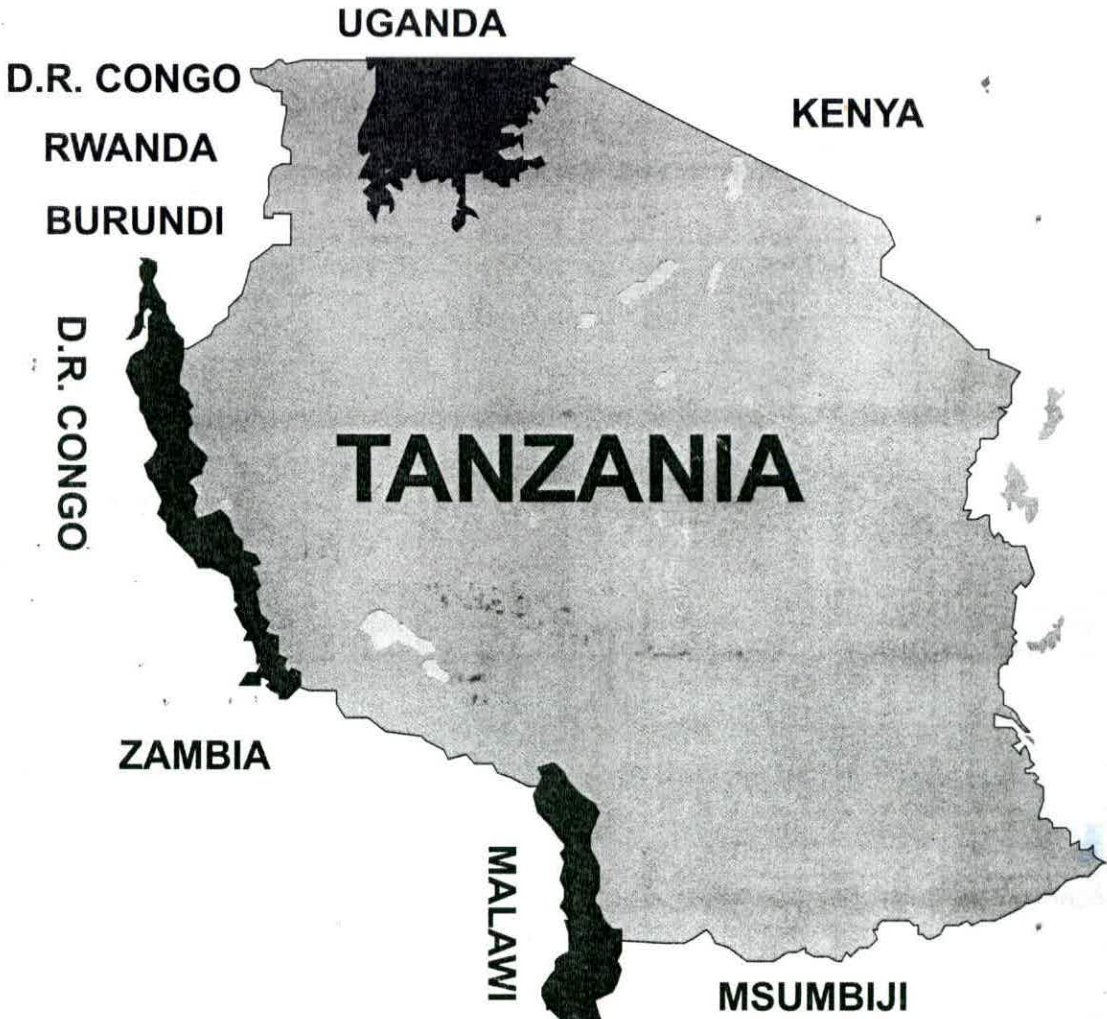 UGANDA
D.R. CONGO
KENYA
RWANDA
BURUNDI
D.R. CONGO
TANZANIA
ZAMBIA
MALAWI
MSUMBIJI